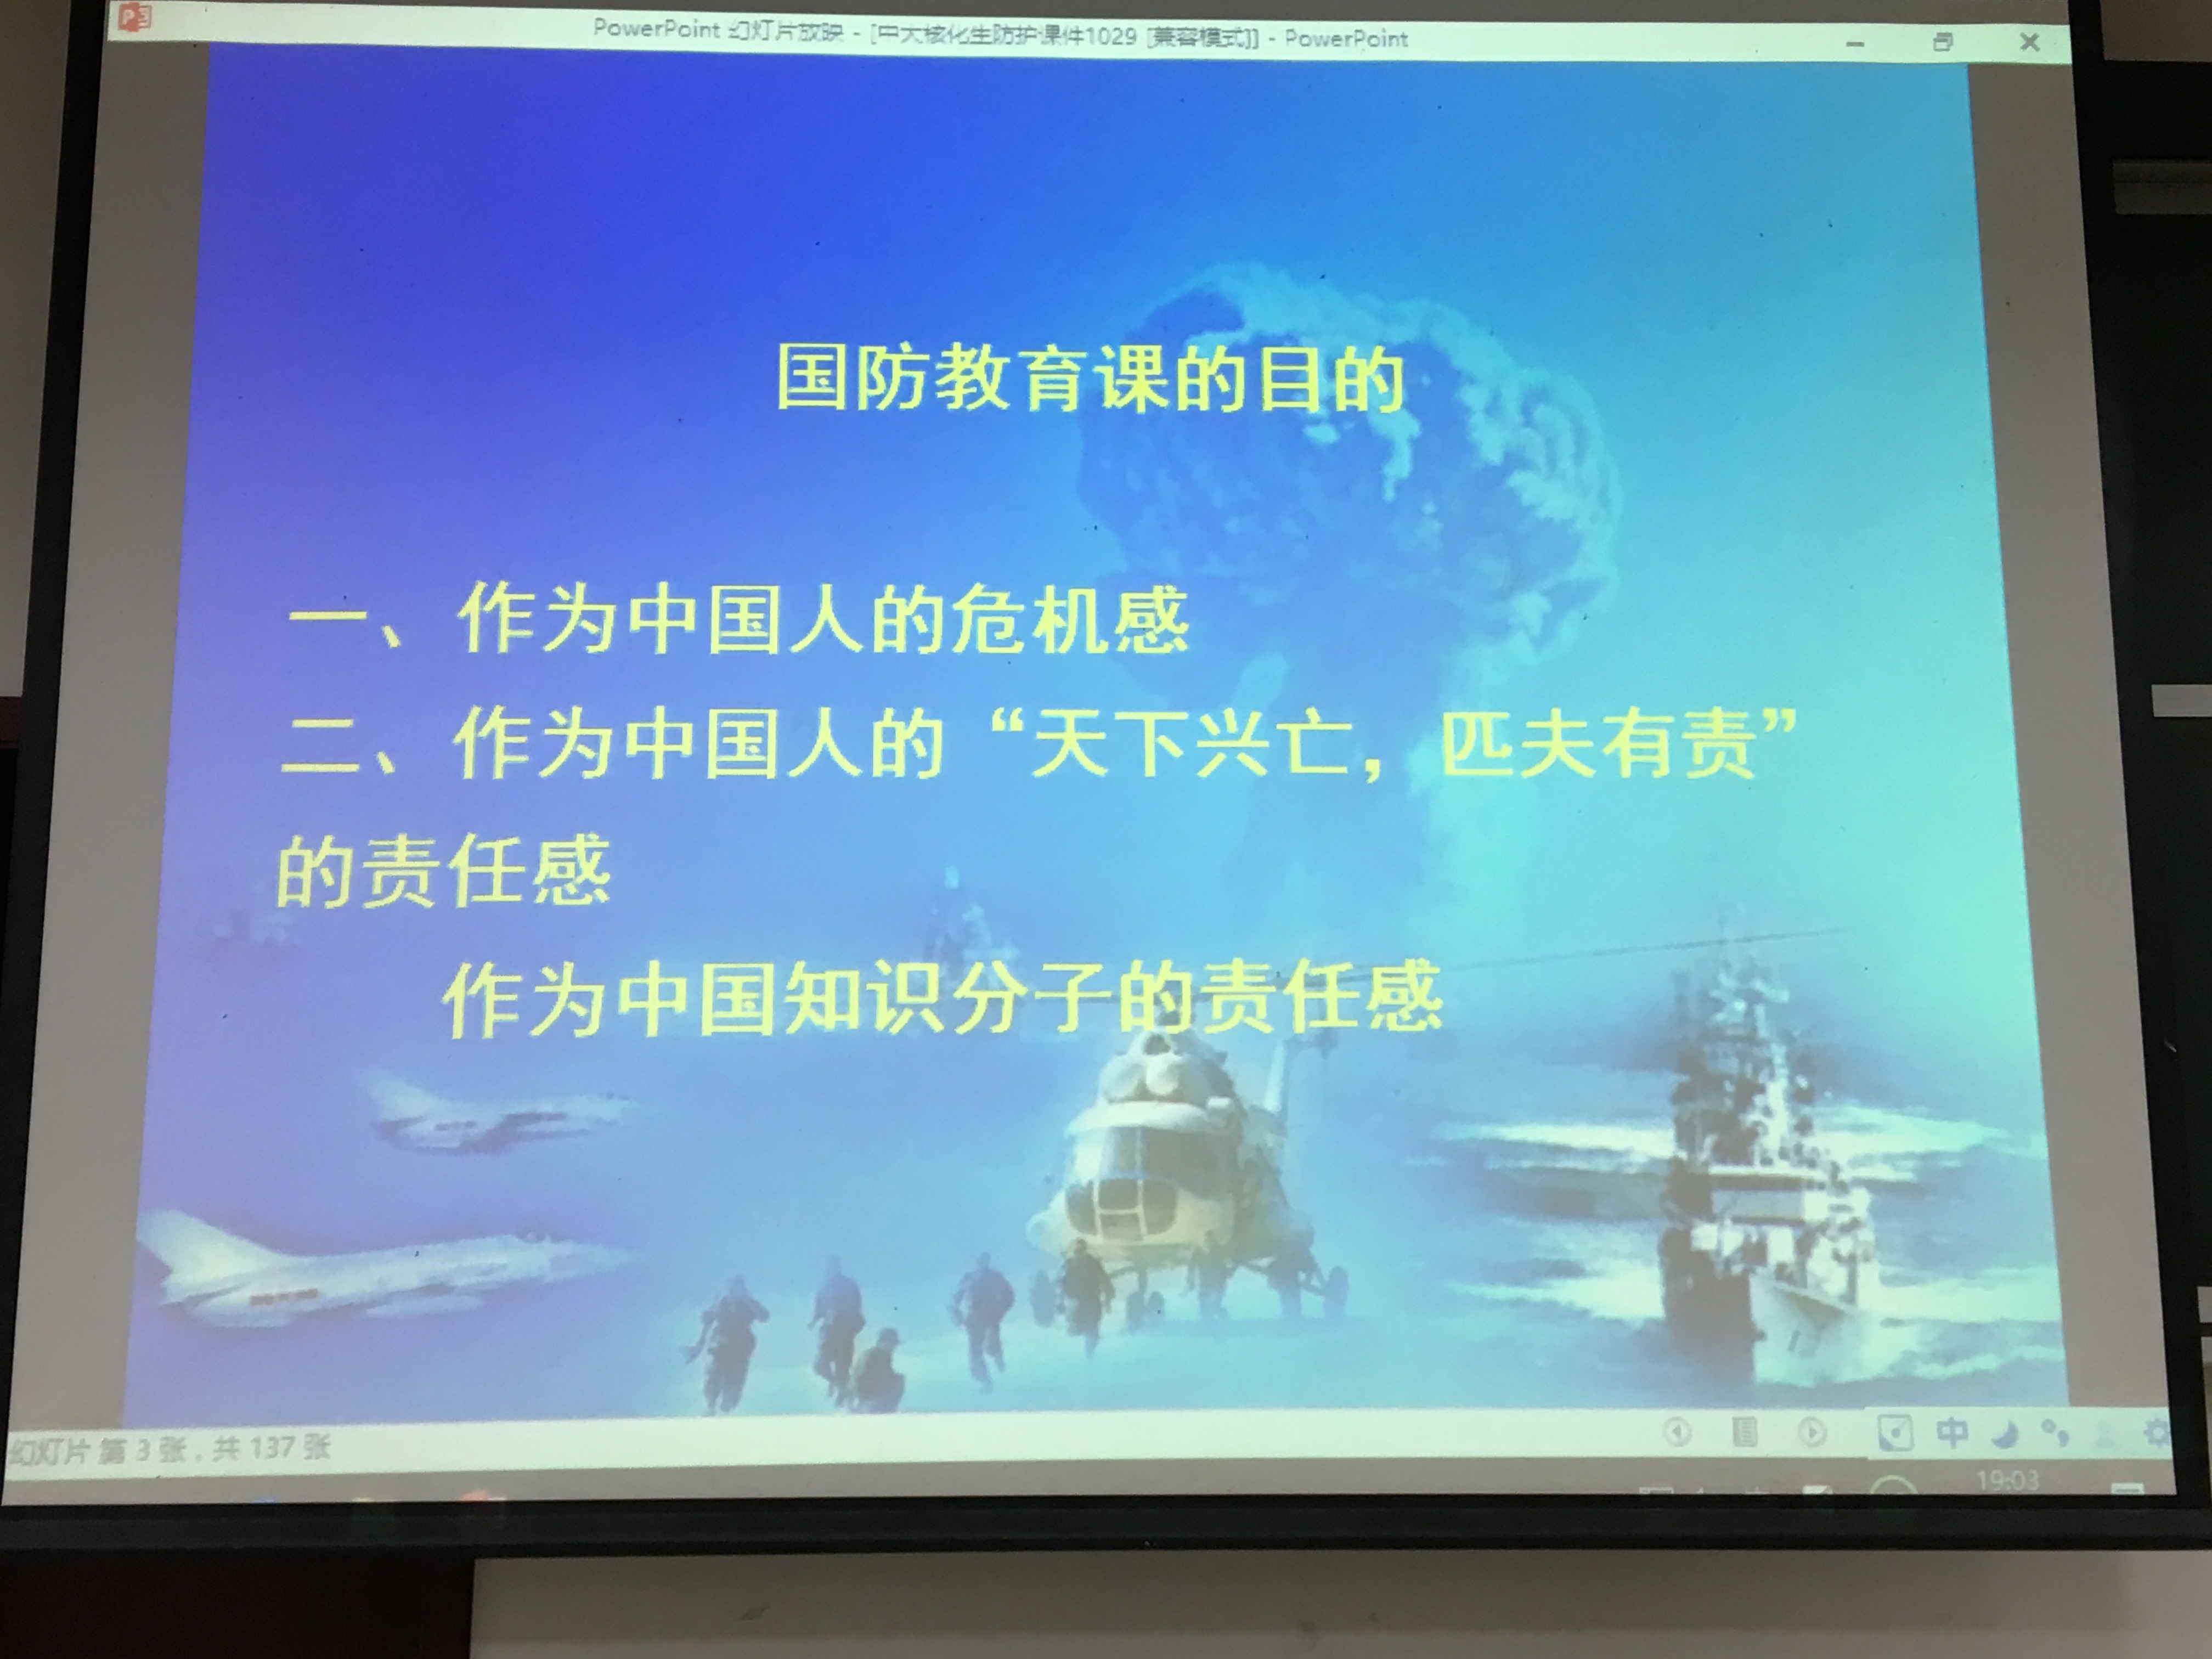 PowerPoint 幻灯片放映 - [中大核化生防护课件1029 [兼容模式]] - PowerPoint
国防教育课的目的
一、作为中国人的危机感
二、作为中国人的“天下兴亡，匹夫有责”
的责任感
作为中国知识分子的责任感
幻灯片 第 3 张，共 137 张
中
19:03